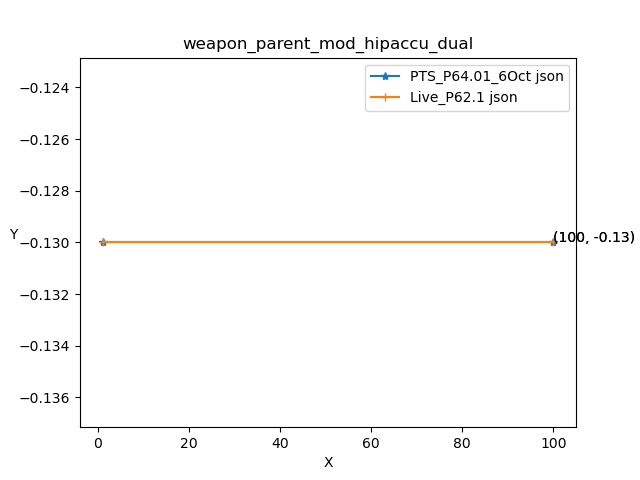 weapon_parent_mod_hipaccu_dual
PTS_P64.01_6Oct json
Live_P62.1 json
−0.124
−0.126
−0.128
Y
−0.130
(100, -0.13)
−0.132
−0.134
−0.136
0 20 40 60 80 100
X